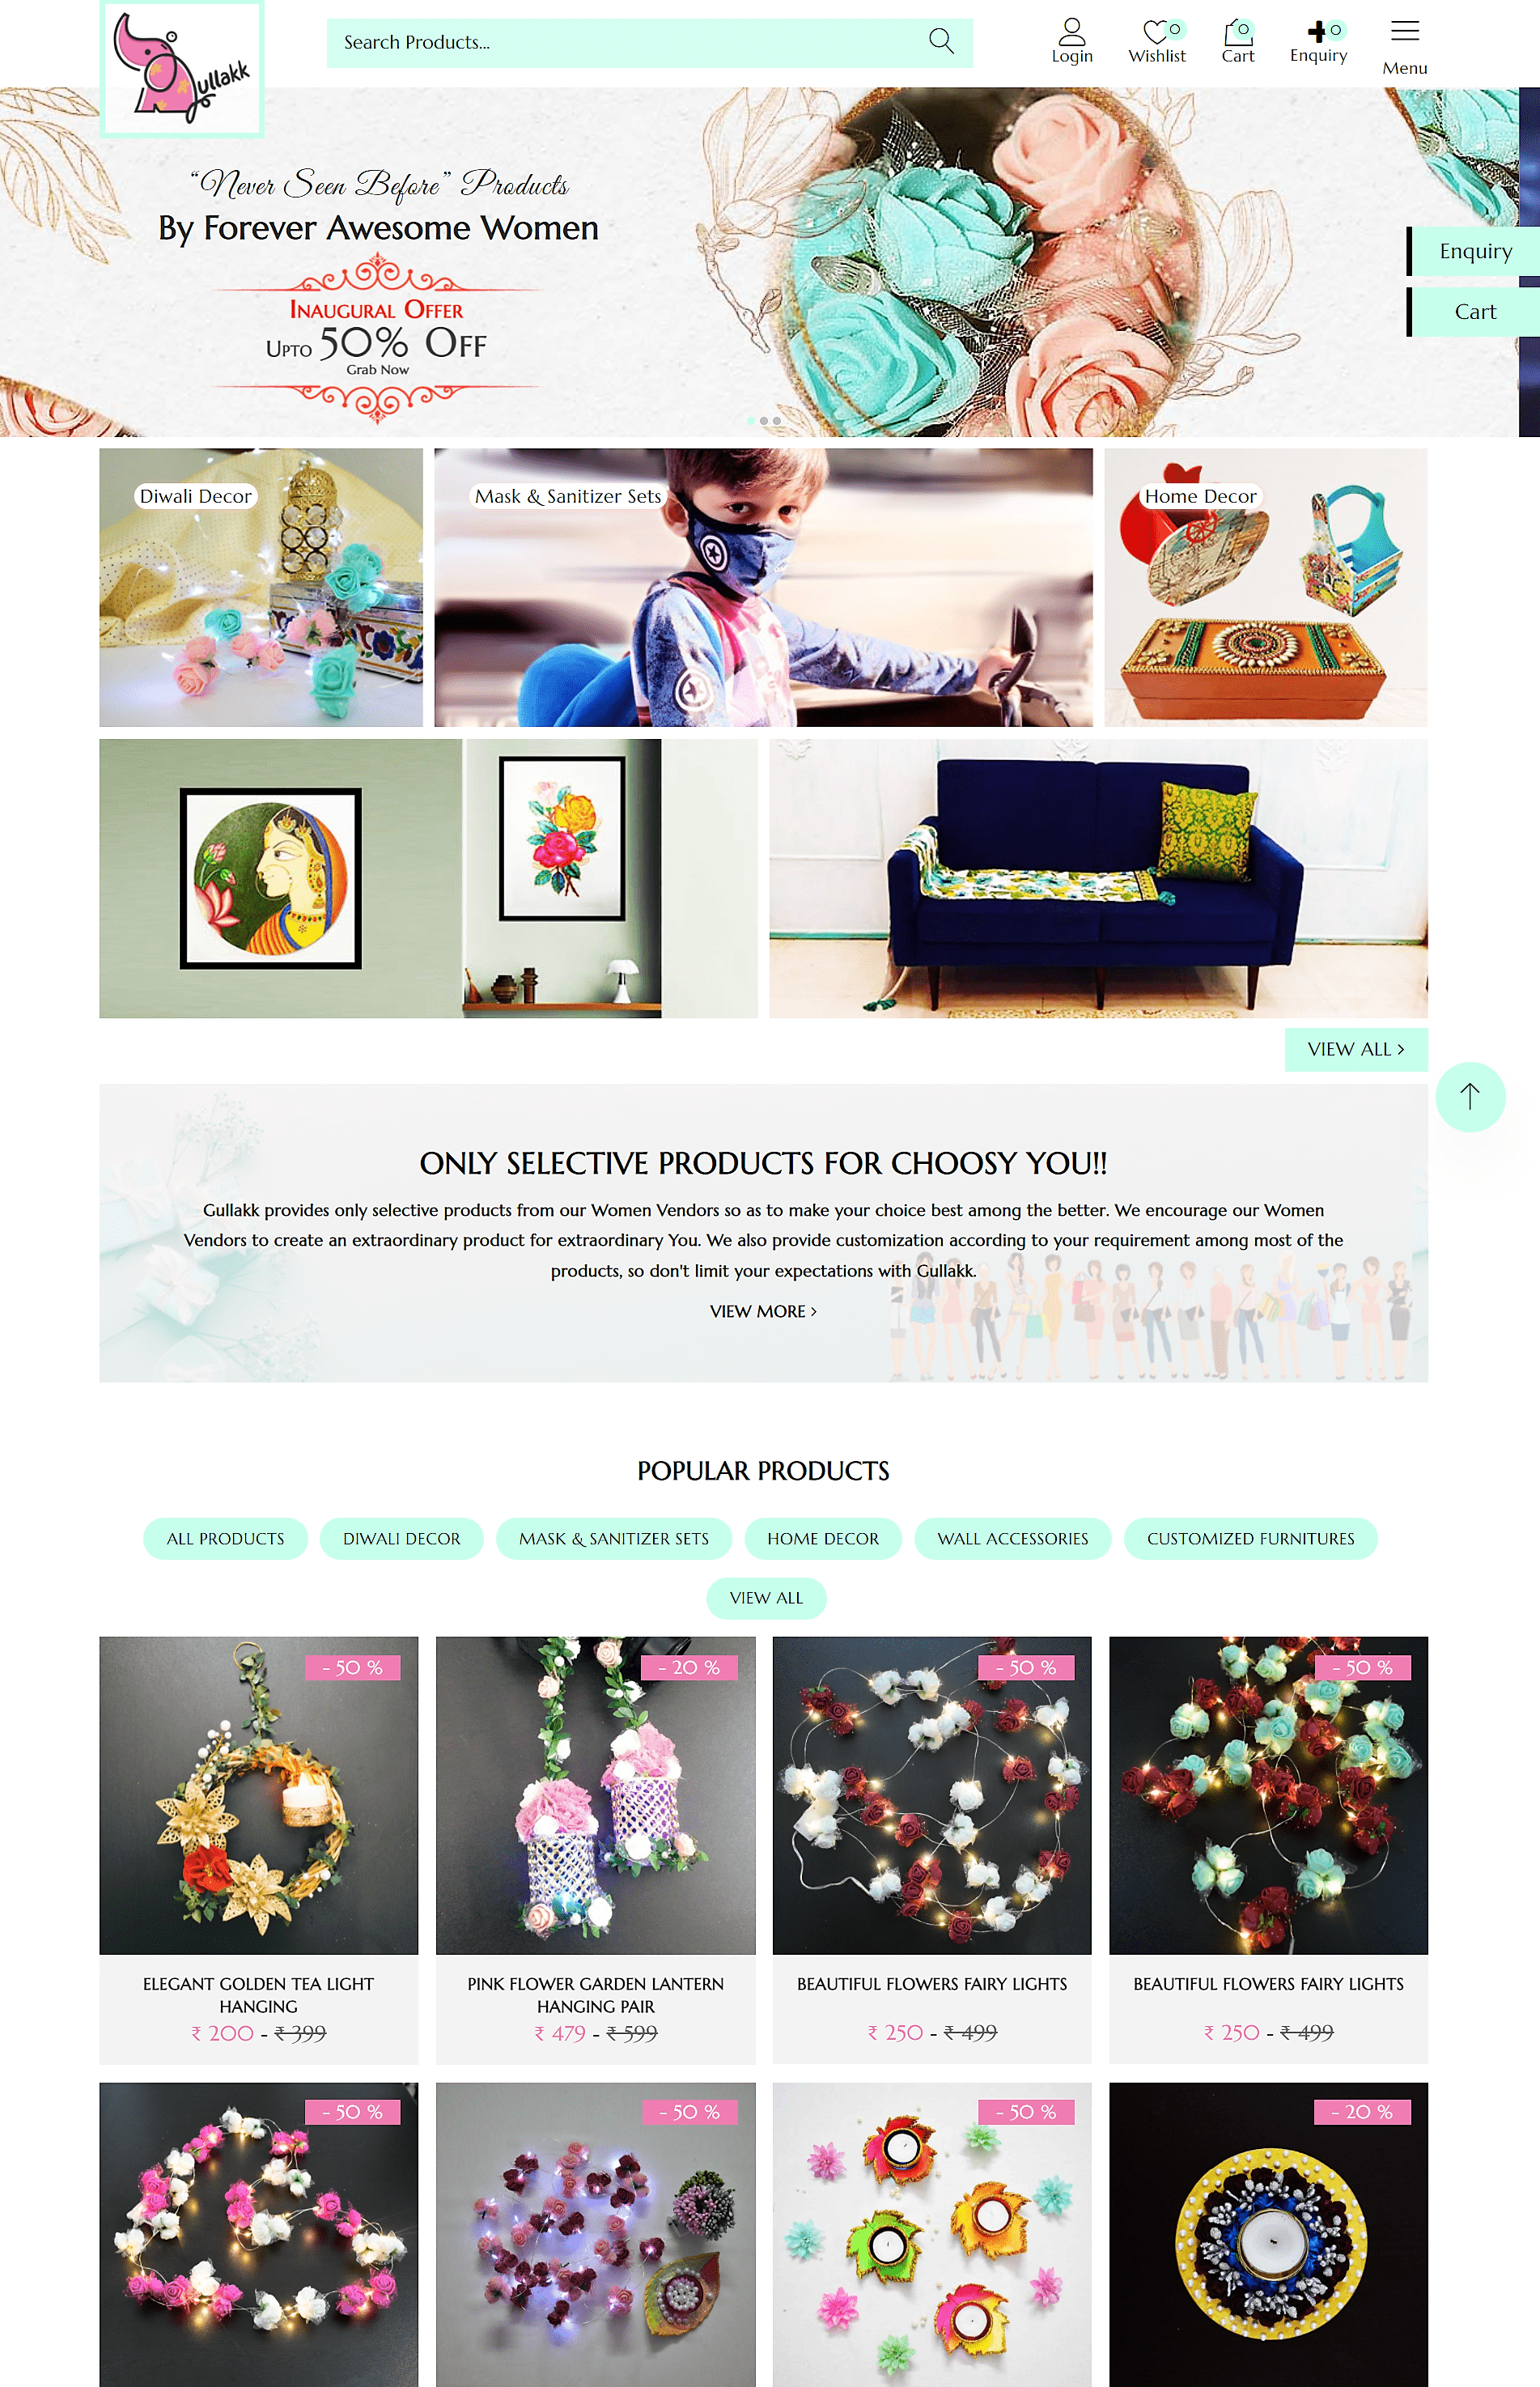 Gullakk
Search Products...
Login
0
Wishlist
0
Cart
0
Enquiry
Menu
“Never Seen Before” Products
By Forever Awesome Women
Inaugural Offer
Upto 50% Off
Grab Now
Enquiry
Cart
Diwali Decor
Mask & Sanitizer Sets
Home Decor
VIEW ALL >
ONLY SELECTIVE PRODUCTS FOR CHOOSY YOU!!
Gullakk provides only selective products from our Women Vendors so as to make your choice best among the better. We encourage our Women
Vendors to create an extraordinary product for extraordinary You. We also provide customization according to your requirement among most of the
products, so don't limit your expectations with Gullakk.
VIEW MORE >
POPULAR PRODUCTS
ALL PRODUCTS
DIWALI DECOR
MASK & SANITIZER SETS
HOME DECOR
WALL ACCESSORIES
CUSTOMIZED FURNITURES
VIEW ALL
- 50 %
- 20 %
- 50 %
- 50 %
ELEGANT GOLDEN TEA LIGHT
HANGING
₹ 200 - ₹ 399
PINK FLOWER GARDEN LANTERN
HANGING PAIR
₹ 479 - ₹ 599
BEAUTIFUL FLOWERS FAIRY LIGHTS
₹ 250 - ₹ 499
BEAUTIFUL FLOWERS FAIRY LIGHTS
₹ 250 - ₹ 499
- 50 %
- 50 %
- 50 %
- 20 %